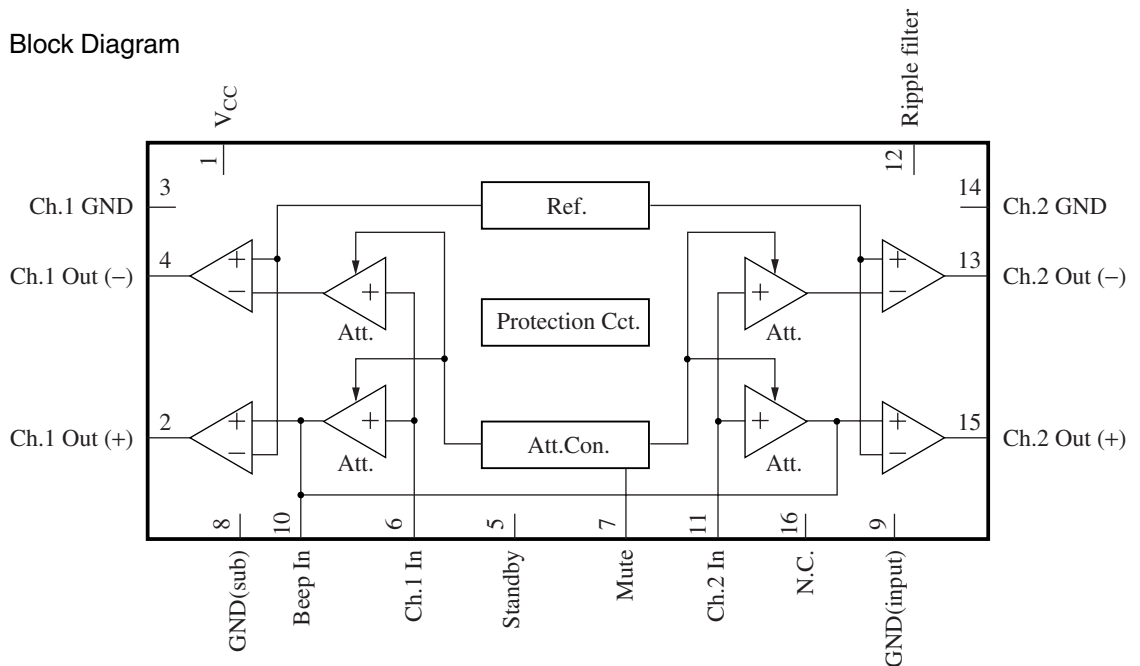 Block Diagram
VCC
Ripple filter
1
12
3
14
Ch.1 GND
Ref.
Ch.2 GND
4
13
Ch.1 Out (−)
+
−
+
Att.
Protection Cct.
+
Att.
+
−
Ch.2 Out (−)
2
15
Ch.1 Out (+)
+
−
+
Att.
Att.Con.
+
Att.
+
−
Ch.2 Out (+)
8
10
6
5
7
11
16
9
GND(sub)
Beep In
Ch.1 In
Standby
Mute
Ch.2 In
N.C.
GND(input)